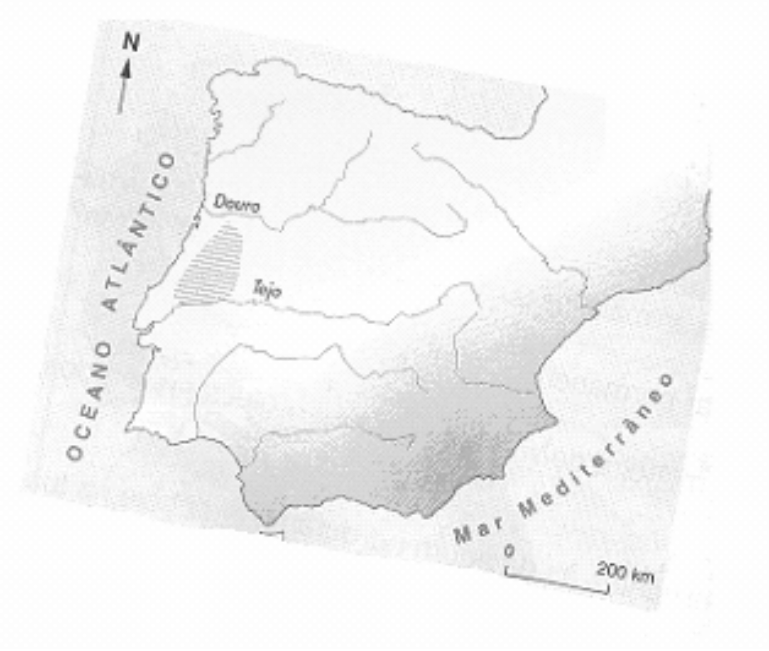 N
OCEANO ATLÂNTICO
Douro
Tejo
Mar Mediterrâneo
0
200 km